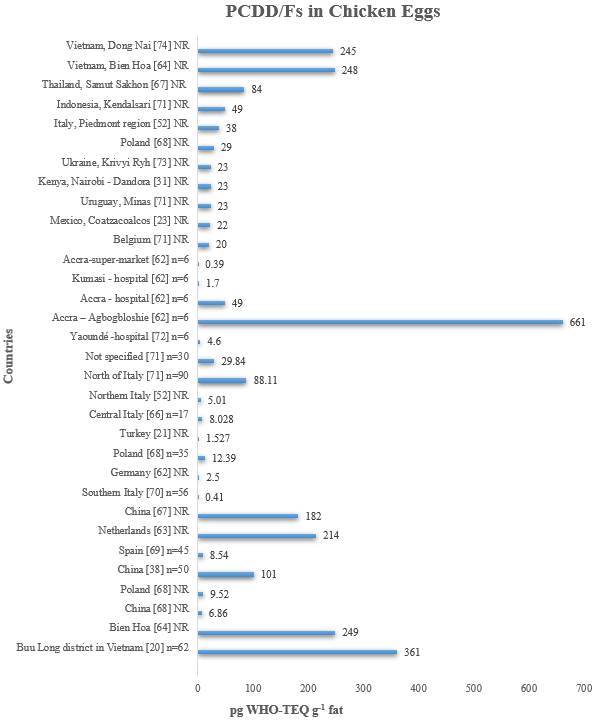 PCDD/Fs in Chicken Eggs
Vietnam, Dong Nai [74] NR 245
Vietnam, Bien Hoa [64] NR 248
Thailand, Samut Sakhon [67] NR 84
Indonesia, Kendalsari [71] NR 49
Italy, Piedmont region [52] NR 38
Poland [68] NR 29
Ukraine, Krivyi Ryh [73] NR 23
Kenya, Nairobi - Dandora [31] NR 23
Uruguay, Minas [71] NR 23
Mexico, Coatzacoalcos [23] NR 22
Belgium [71] NR 20
Accra-super-market [62] n=6 0.39
Kumasi - hospital [62] n=6 1.7
Accra - hospital [62] n=6 49
Accra – Agbogbloshie [62] n=6 661
Yaoundé -hospital [72] n=6 4.6
Not specified [71] n=30 29.84
North of Italy [71] n=90 88.11
Northern Italy [52] NR 5.01
Central Italy [66] n=17 8.028
Turkey [21] NR 1.527
Poland [68] n=35 12.39
Germany [62] NR 2.5
Southern Italy [70] n=56 0.41
China [67] NR 182
Netherlands [63] NR 214
Spain [69] n=45 8.54
China [38] n=50 101
Poland [68] NR 9.52
China [68] NR 6.86
Bien Hoa [64] NR 249
Buu Long district in Vietnam [20] n=62 361
Countries
0 100 200 300 400 500 600 700
pg WHO-TEQ g⁻¹ fat